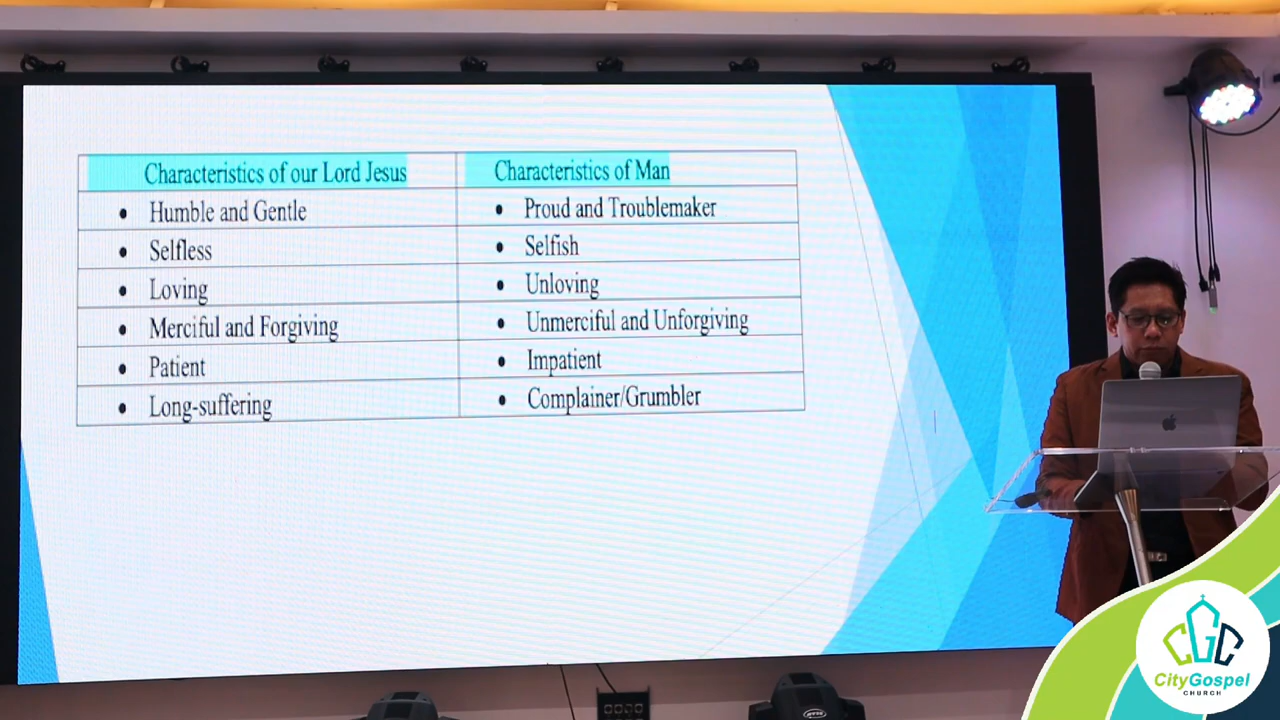 Characteristics of our Lord Jesus
Characteristics of Man
• Humble and Gentle
• Proud and Troublemaker
• Selfless
• Selfish
• Loving
• Unloving
• Merciful and Forgiving
• Unmerciful and Unforgiving
• Patient
• Impatient
• Long-suffering
• Complainer/Grumbler
CGC
CityGospel
CHURCH